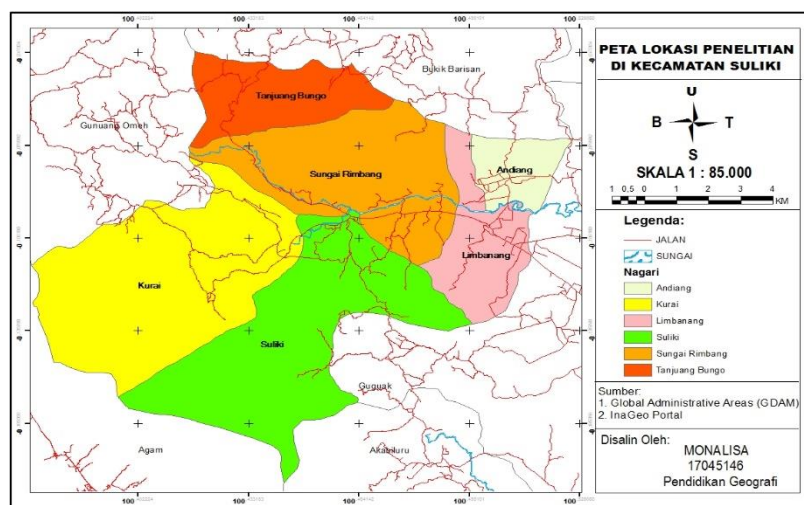 PETA LOKASI PENELITIAN
DI KECAMATAN SULIKI
U
B T
S
SKALA 1 : 85.000
1 0,5 0 1 2 3 4
KM
Legenda:
JALAN
SUNGAI
Nagari
Andiang
Kurai
Limbanang
Suliki
Sungai Rimbang
Tanjuang Bungo
Sumber:
1. Global Administrative Areas (GDAM)
2. InaGeo Portal
Disalin Oleh:
MONALISA
17045146
Pendidikan Geografi
Bukik Barisan
Tanjuang Bungo
Gunuang Omeh
Sungai Rimbang
Andiang
Limbanang
Kurai
Suliki
Guguak
Agam